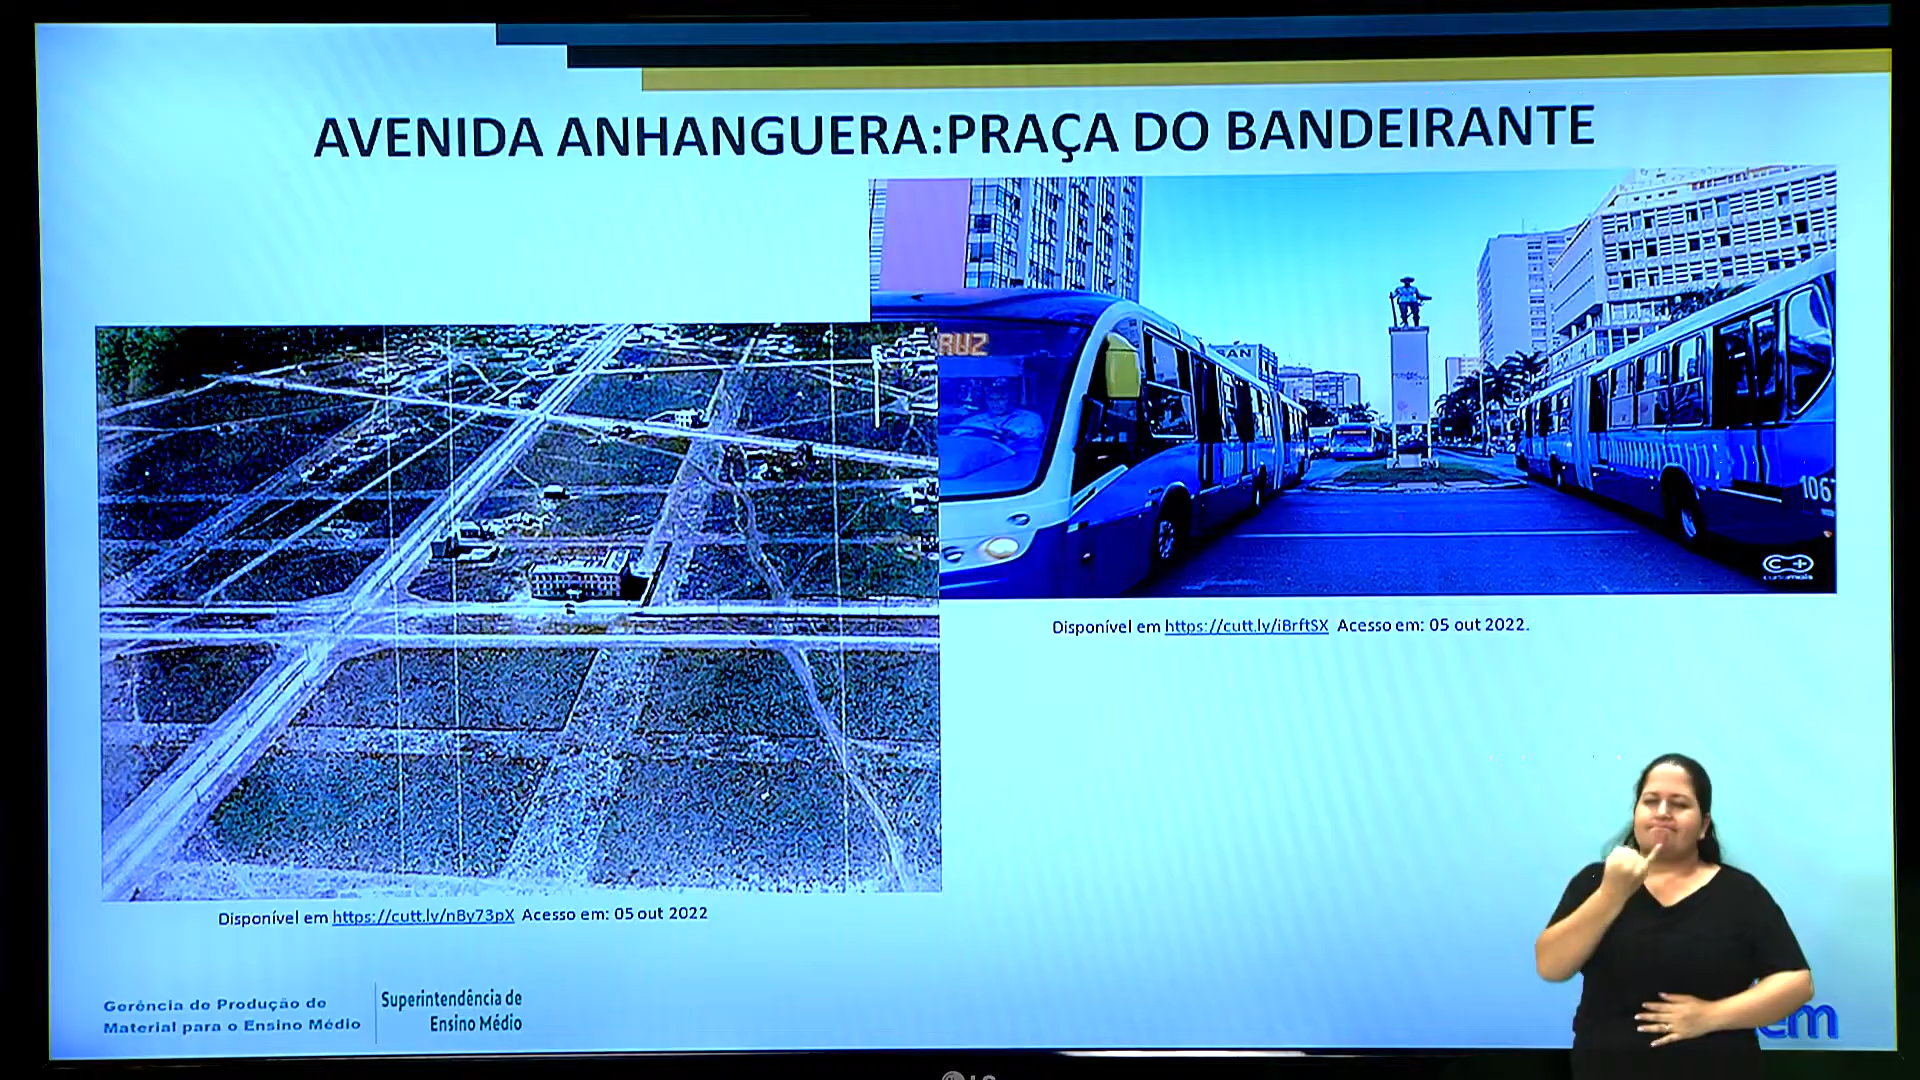 AVENIDA ANHANGUERA:PRAÇA DO BANDEIRANTE
RUZ
BAN
106
Disponível em https://cutt.ly/iBrftSX Acesso em: 05 out 2022.
Disponível em https://cutt.ly/nBy73pX Acesso em: 05 out 2022
Gerência de Produção de
Material para o Ensino Médio
Superintendência de
Ensino Médio
em